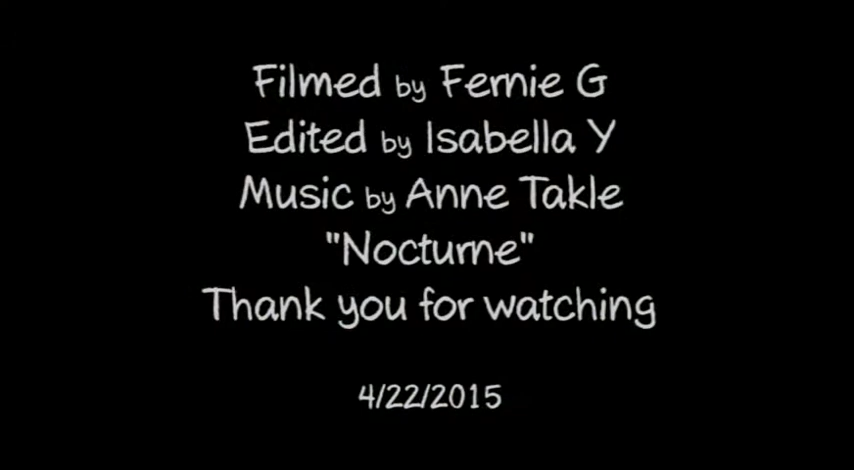 Filmed by Fernie G
Edited by Isabella Y
Music by Anne Takle
"Nocturne"
Thank you for watching
4/22/2015